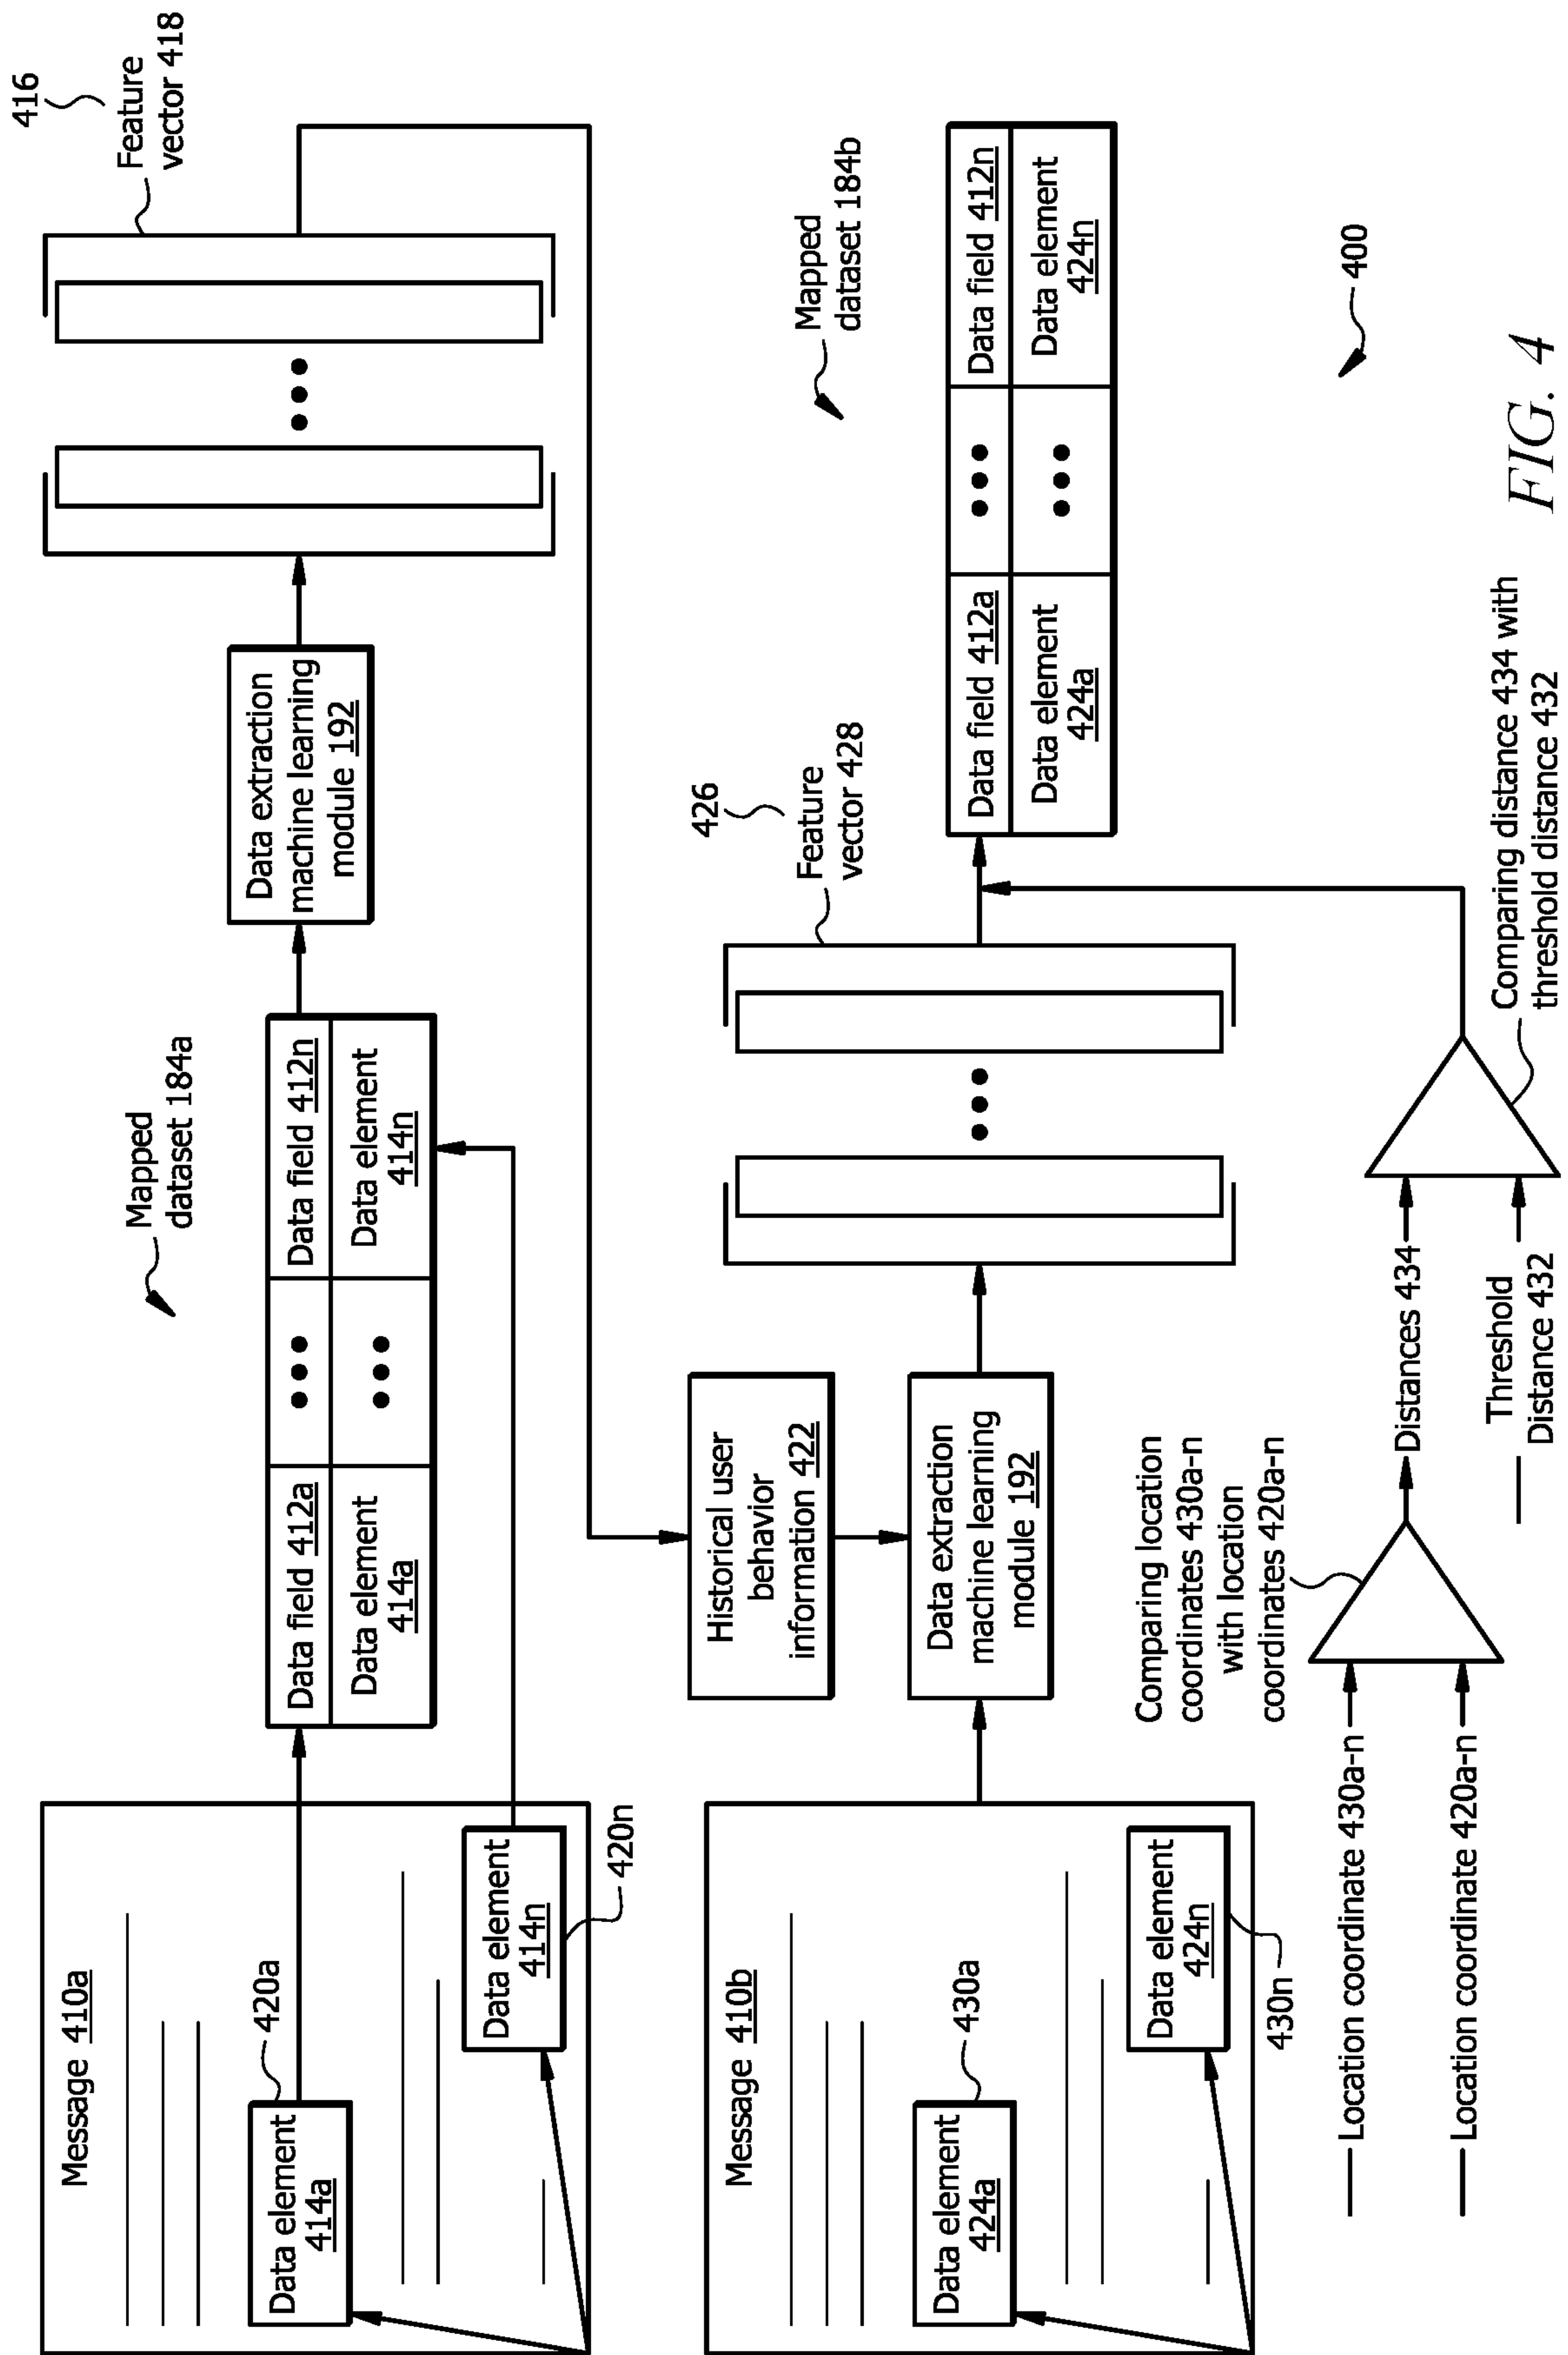 Message 410a
Data element
414a
420a
Data element
414n
420n
Mapped
dataset 184a
Data field 412a
Data field 412n
Data element
414a
Data element
414n
Data extraction
machine learning
module 192
416
Feature
vector 418
Historical user
behavior
information 422
Message 410b
Data element
424a
430a
Data element
424n
430n
Data extraction
machine learning
module 192
426
Feature
vector 428
Mapped
dataset 184b
Data field 412a
Data field 412n
Data element
424a
Data element
424n
Location coordinate 430a-n
Location coordinate 420a-n
Comparing location
coordinates 430a-n
with location
coordinates 420a-n
Distances 434
Threshold
Distance 432
Comparing distance 434 with
threshold distance 432
400
FIG. 4